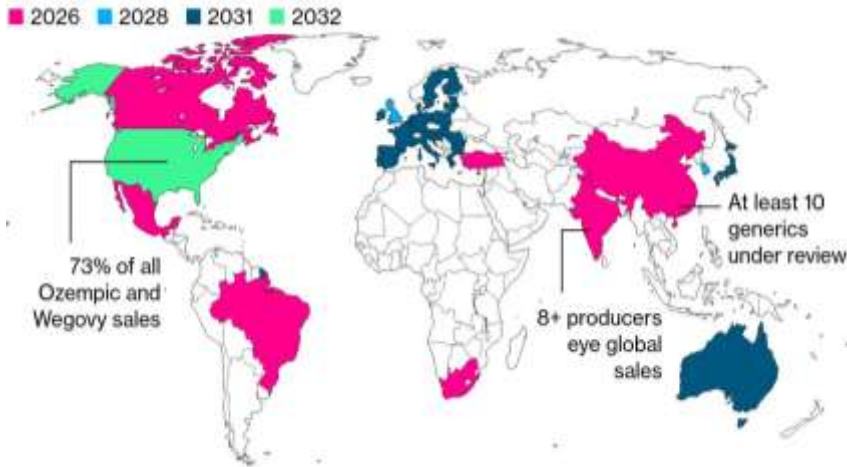 2026 2028 2031 2032
73% of all
Ozempic and
Wegovy sales
At least 10
generics
under review
8+ producers
eye global
sales